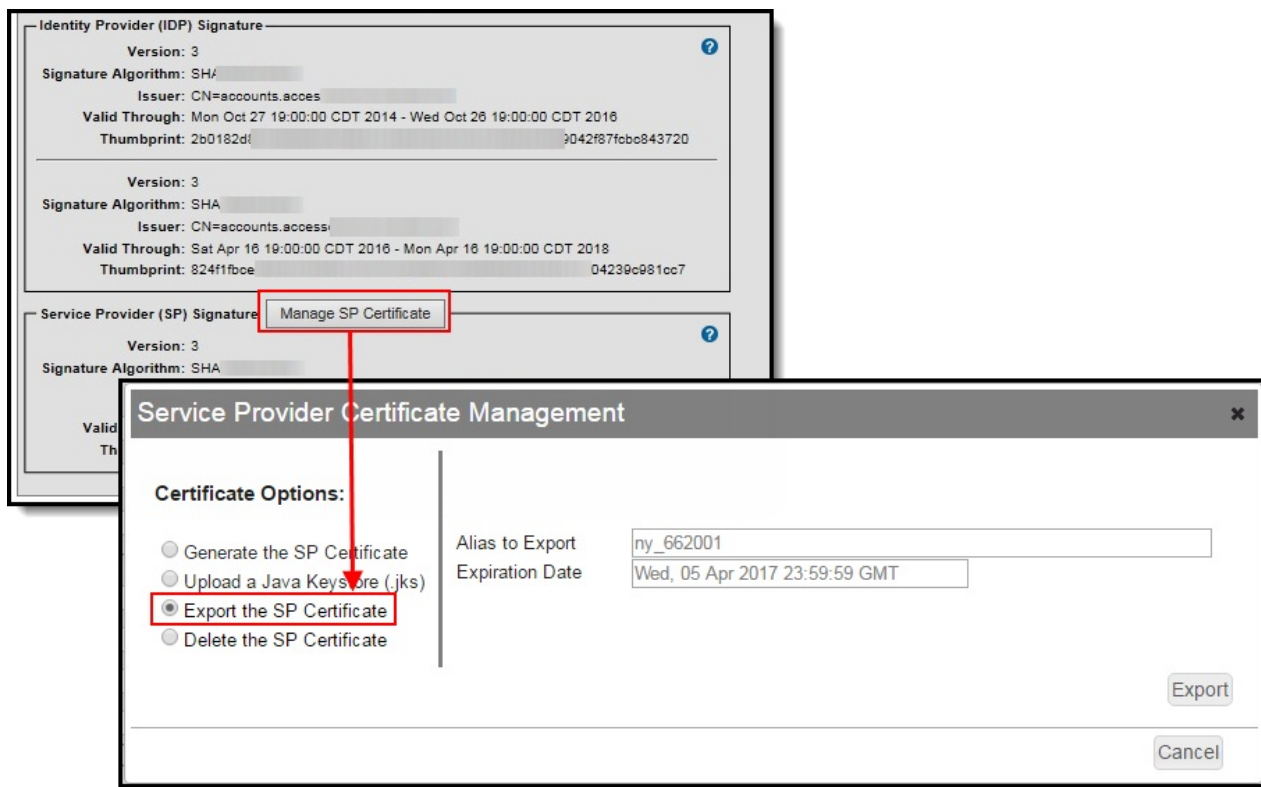 Identity Provider (IDP) Signature
Version: 3
Signature Algorithm: SHA
Issuer: CN=accounts.acces
Valid Through: Mon Oct 27 19:00:00 CDT 2014 - Wed Oct 26 19:00:00 CDT 2016
Thumbprint: 2b0182d8 9042f87fcbc843720
Version: 3
Signature Algorithm: SHA
Issuer: CN=accounts.access
Valid Through: Sat Apr 16 19:00:00 CDT 2016 - Mon Apr 16 19:00:00 CDT 2018
Thumbprint: 824f1fbce 04239c981cc7
Service Provider (SP) Signature Manage SP Certificate
Version: 3
Signature Algorithm: SHA
Valid
Th
Service Provider Certificate Management
Certificate Options:
Generate the SP Certificate
Upload a Java Keystore (.jks)
Export the SP Certificate
Delete the SP Certificate
Alias to Export ny_662001
Expiration Date Wed, 05 Apr 2017 23:59:59 GMT
Export
Cancel